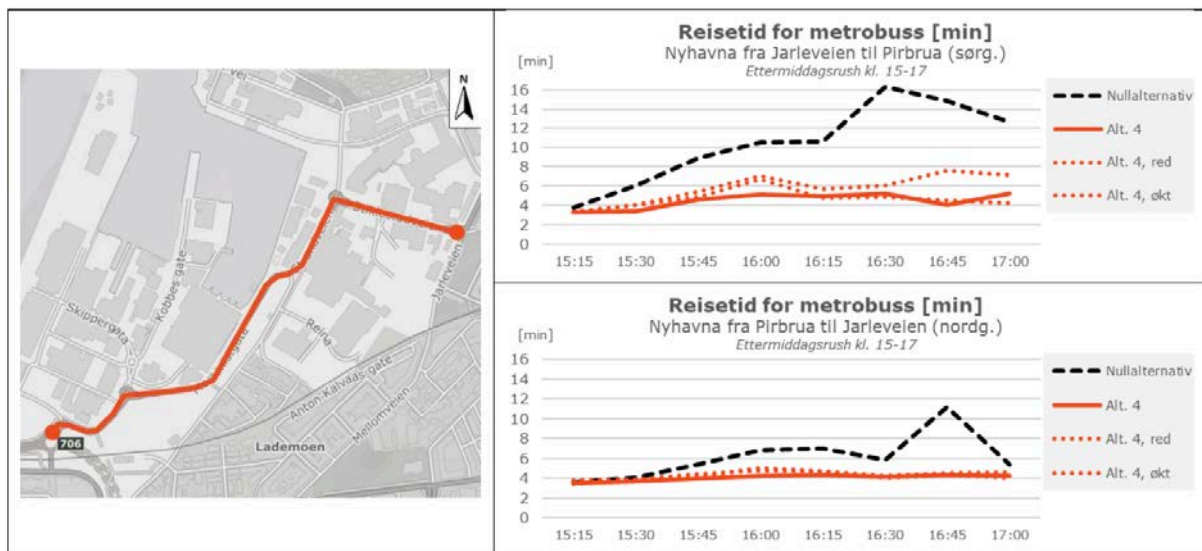 N
Skippergata
Kobbes gate
Jarleveien
Reina
Anton Kalvaas gate
Mellomveien
Lademoen
706
Reisetid for metrobuss [min]
Nyhavna fra Jarleveien til Pirbrua (sørg.)
Ettermiddagsrush kl. 15-17
[min]
16
14
12
10
8
6
4
2
0
15:15 15:30 15:45 16:00 16:15 16:30 16:45 17:00
Nullalternativ
Alt. 4
Alt. 4, red
Alt. 4, økt
Reisetid for metrobuss [min]
Nyhavna fra Pirbrua til Jarleveien (nordg.)
Ettermiddagsrush kl. 15-17
[min]
16
14
12
10
8
6
4
2
0
15:15 15:30 15:45 16:00 16:15 16:30 16:45 17:00
Nullalternativ
Alt. 4
Alt. 4, red
Alt. 4, økt